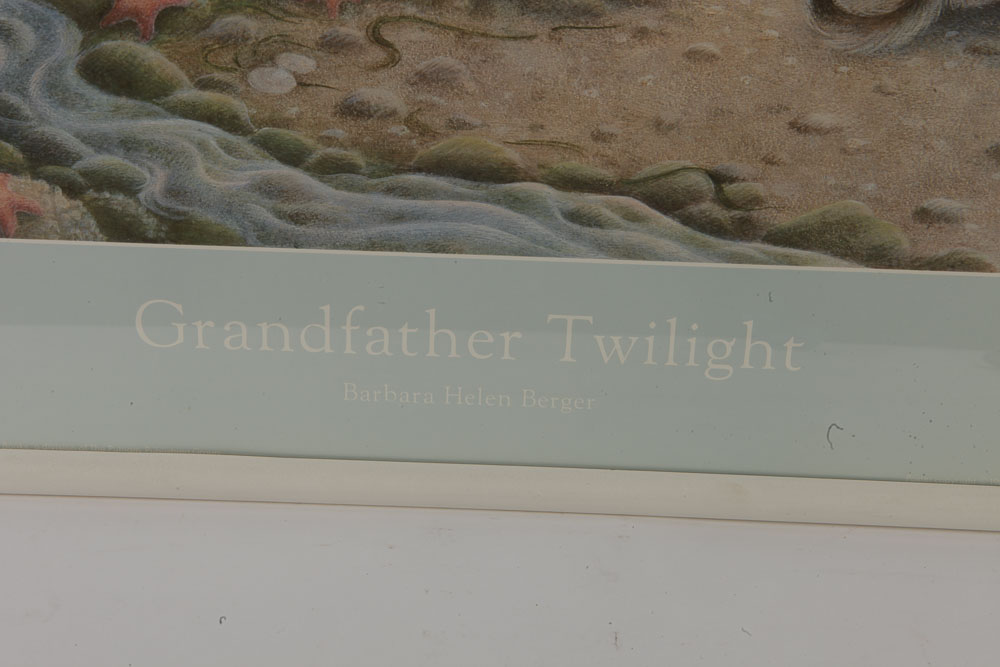 Grandfather Twilight
Barbara Helen Berger